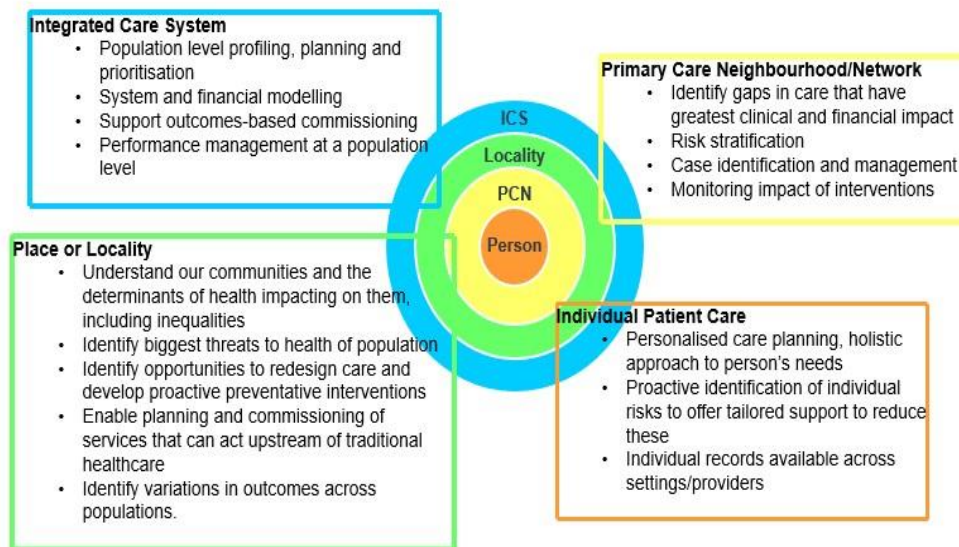 Integrated Care System
• Population level profiling, planning and
prioritisation
• System and financial modelling
• Support outcomes-based commissioning
• Performance management at a population
level
Primary Care Neighbourhood/Network
• Identify gaps in care that have
greatest clinical and financial impact
• Risk stratification
• Case identification and management
• Monitoring impact of interventions
ICS
Locality
PCN
Person
Place or Locality
• Understand our communities and the
determinants of health impacting on them,
including inequalities
• Identify biggest threats to health of population
• Identify opportunities to redesign care and
develop proactive preventative interventions
• Enable planning and commissioning of
services that can act upstream of traditional
healthcare
• Identify variations in outcomes across
populations.
Individual Patient Care
• Personalised care planning, holistic
approach to person's needs
• Proactive identification of individual
risks to offer tailored support to reduce
these
• Individual records available across
settings/providers